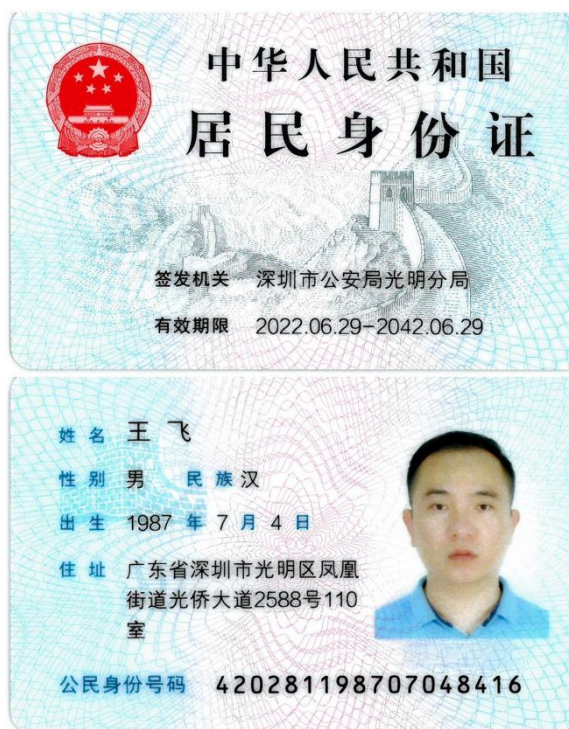 中华人民共和国
居民身份证
签发机关 深圳市公安局光明分局
有效期限 2022.06.29-2042.06.29
姓名 王飞
性别 男 民族 汉
出生 1987 年 7 月 4 日
住址 广东省深圳市光明区凤凰
街道光侨大道2588号110
室
公民身份号码 420281198707048416